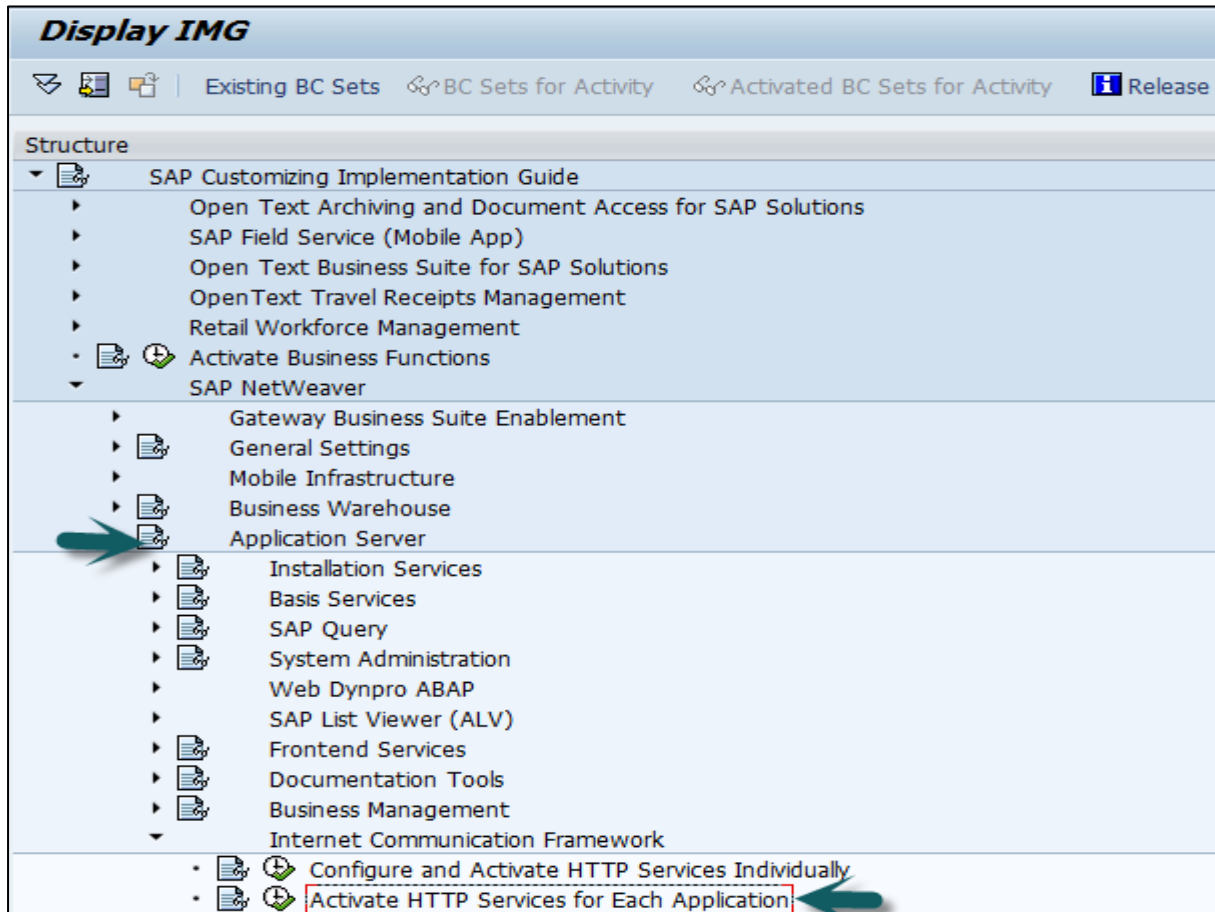 Display IMG
Existing BC Sets BC Sets for Activity Activated BC Sets for Activity Release
Structure
SAP Customizing Implementation Guide
Open Text Archiving and Document Access for SAP Solutions
SAP Field Service (Mobile App)
Open Text Business Suite for SAP Solutions
OpenText Travel Receipts Management
Retail Workforce Management
Activate Business Functions
SAP NetWeaver
Gateway Business Suite Enablement
General Settings
Mobile Infrastructure
Business Warehouse
Application Server
Installation Services
Basis Services
SAP Query
System Administration
Web Dynpro ABAP
SAP List Viewer (ALV)
Frontend Services
Documentation Tools
Business Management
Internet Communication Framework
Configure and Activate HTTP Services Individually
Activate HTTP Services for Each Application